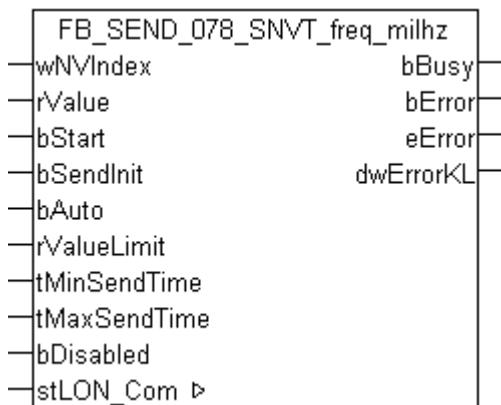 FB_SEND_078_SNVT_freq_milhz
wNVIndex bBusy
rValue bError
bStart eError
bSendInit dwErrorKL
bAuto
rValueLimit
tMinSendTime
tMaxSendTime
bDisabled
stLON_Com ▷